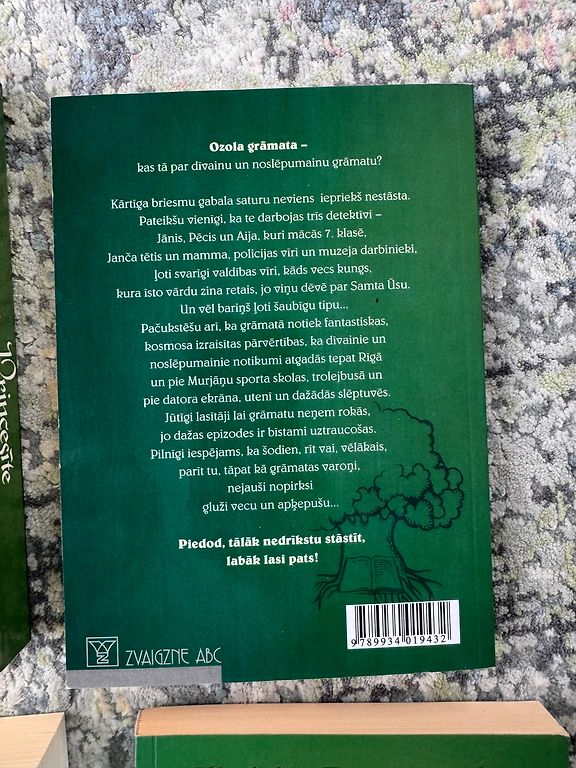 Ozola grāmata –
kas tā par dīvainu un noslēpumainu grāmatu?
Kārtīga briesmu gabala saturu neviens iepriekš nestāsta.
Pateikšu vienīgi, ka te darbojas trīs detektīvi –
Jānis, Pēcis un Aija, kuri mācās 7. klasē,
Janča tētis un mamma, policijas vīri un muzeja darbinieki,
ļoti svarīgi valdības vīri, kāds vecs kungs,
kura īsto vārdu zina retais, jo viņu dēvē par Samta Ūsu.
Un vēl bariņš ļoti šaubīgu tipu...
Pačukstēšu arī, ka grāmatā notiek fantastiskas,
kosmosa izraisītas pārvērtības, ka dīvainie un
noslēpumainie notikumi atgadās tepat Rīgā
un pie Murjāņu sporta skolas, trolejbusā un
pie datora ekrāna, utenī un dažādās slēptuvēs.
Jūtīgi lasītāji lai grāmatu neņem rokās,
jo dažas epizodes ir bīstami uztraucošas.
Pilnīgi iespējams, ka šodien, rīt vai, vēlākais,
parīt tu, tāpat kā grāmatas varoņi,
nejauši nopirksi
gluži vecu un apķēpušu...
Piedod, tālāk nedrīkstu stāstīt,
labāk lasi pats!
9 789934 019432
ZVAIGZNE ABC
Princešte